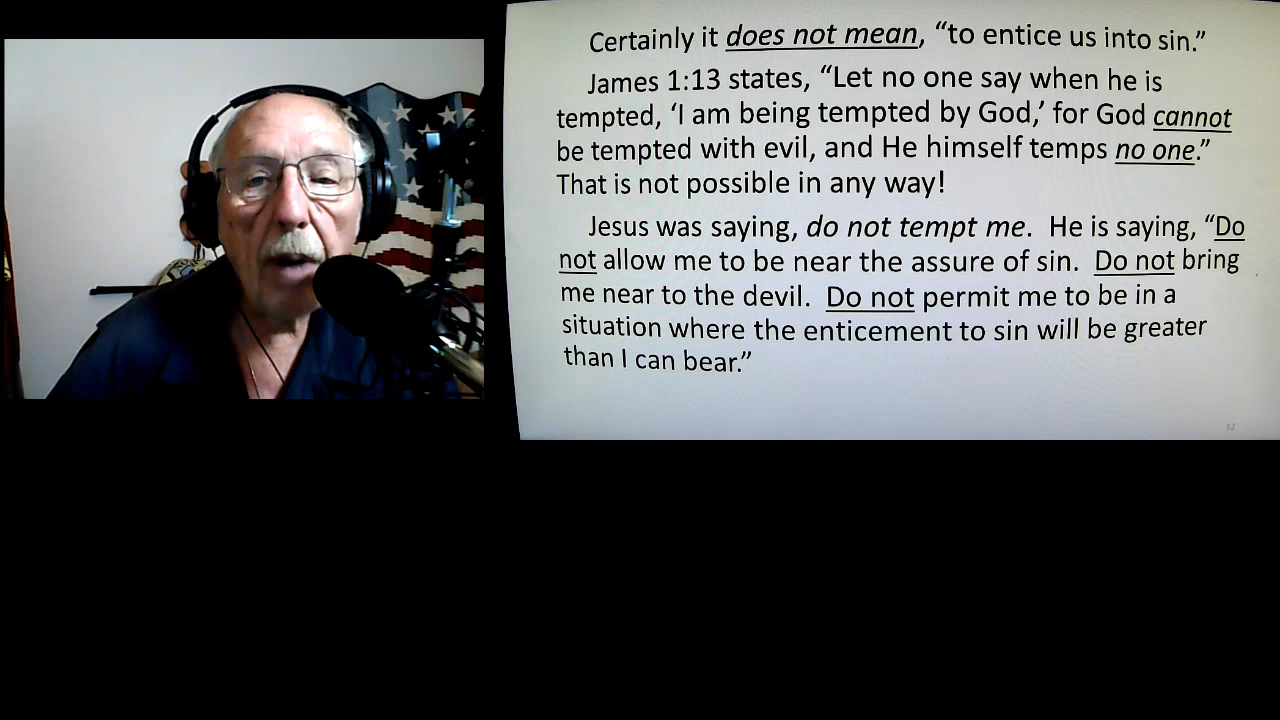 Certainly it does not mean, “to entice us into sin.”
James 1:13 states, “Let no one say when he is
tempted, ‘I am being tempted by God,’ for God cannot
be tempted with evil, and He himself temps no one.”
That is not possible in any way!
Jesus was saying, do not tempt me. He is saying, “Do
not allow me to be near the assure of sin. Do not bring
me near to the devil. Do not permit me to be in a
situation where the enticement to sin will be greater
than I can bear.”
12